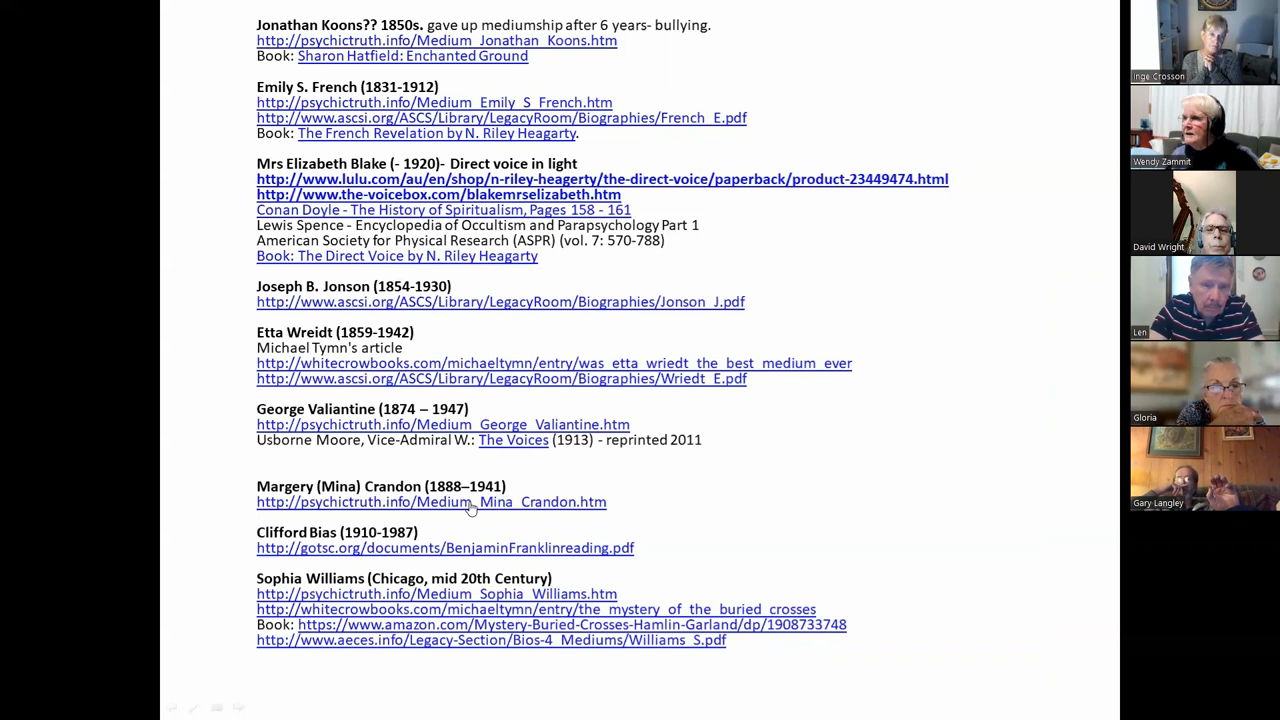 Jonathan Koons?? 1850s. gave up mediumship after 6 years- bullying.
http://psychictruth.info/Medium_Jonathan_Koons.htm
Book: Sharon Hatfield: Enchanted Ground
Emily S. French (1831-1912)
http://psychictruth.info/Medium_Emily_S_French.htm
http://www.ascsi.org/ASCS/Library/LegacyRoom/Biographies/French_E.pdf
Book: The French Revelation by N. Riley Heagarty.
Mrs Elizabeth Blake (- 1920)- Direct voice in light
http://www.lulu.com/au/en/shop/n-riley-heagerty/the-direct-voice/paperback/product-23449474.html
http://www.the-voicebox.com/blakemrselizabeth.htm
Conan Doyle - The History of Spiritualism, Pages 158 - 161
Lewis Spence - Encyclopedia of Occultism and Parapsychology Part 1
American Society for Physical Research (ASPR) (vol. 7: 570-788)
Book: The Direct Voice by N. Riley Heagarty
Joseph B. Jonson (1854-1930)
http://www.ascsi.org/ASCS/Library/LegacyRoom/Biographies/Jonson_J.pdf
Etta Wreidt (1859-1942)
Michael Tymn's article
http://whitecrowbooks.com/michaeltymn/entry/was_etta_wriedt_the_best_medium_ever
http://www.ascsi.org/ASCS/Library/LegacyRoom/Biographies/Wriedt_E.pdf
George Valiantine (1874 – 1947)
http://psychictruth.info/Medium_George_Valiantine.htm
Usborne Moore, Vice-Admiral W.: The Voices (1913) - reprinted 2011
Margery (Mina) Crandon (1888–1941)
http://psychictruth.info/Medium_Mina_Crandon.htm
Clifford Bias (1910-1987)
http://gotsc.org/documents/BenjaminFranklinreading.pdf
Sophia Williams (Chicago, mid 20th Century)
http://psychictruth.info/Medium_Sophia_Williams.htm
http://whitecrowbooks.com/michaeltymn/entry/the_mystery_of_the_buried_crosses
Book: https://www.amazon.com/Mystery-Buried-Crosses-Hamlin-Garland/dp/1908733748
http://www.aeces.info/Legacy-Section/Bios-4_Mediums/Williams_S.pdf
Inge Crosson
Wendy Zammit
David Wright
Len
Gloria
Gary Langley